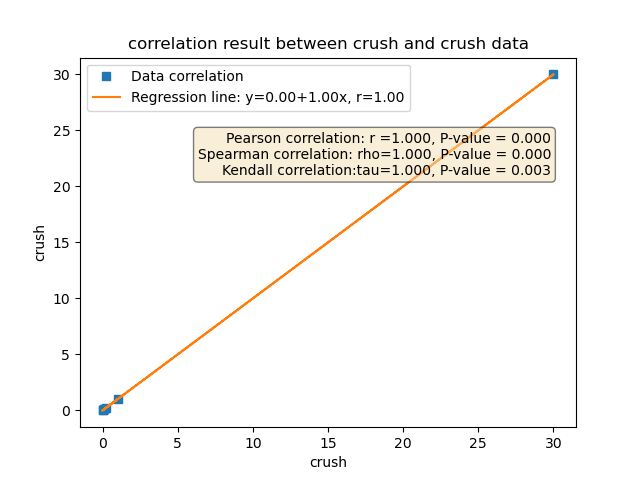 correlation result between crush and crush data
Data correlation
Regression line: y=0.00+1.00x, r=1.00
Pearson correlation: r =1.000, P-value = 0.000
Spearman correlation: rho=1.000, P-value = 0.000
Kendall correlation:tau=1.000, P-value = 0.003
30
25
20
15
10
5
0
crush
0
5
10
15
20
25
30
crush